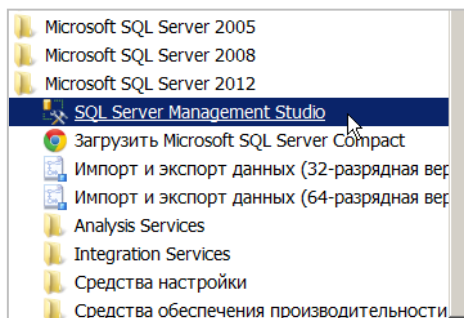 Microsoft SQL Server 2005
Microsoft SQL Server 2008
Microsoft SQL Server 2012
SQL Server Management Studio
Загрузить Microsoft SQL Server Compact
Импорт и экспорт данных (32-разрядная вер
Импорт и экспорт данных (64-разрядная вер
Analysis Services
Integration Services
Средства настройки
Средства обеспечения производительности